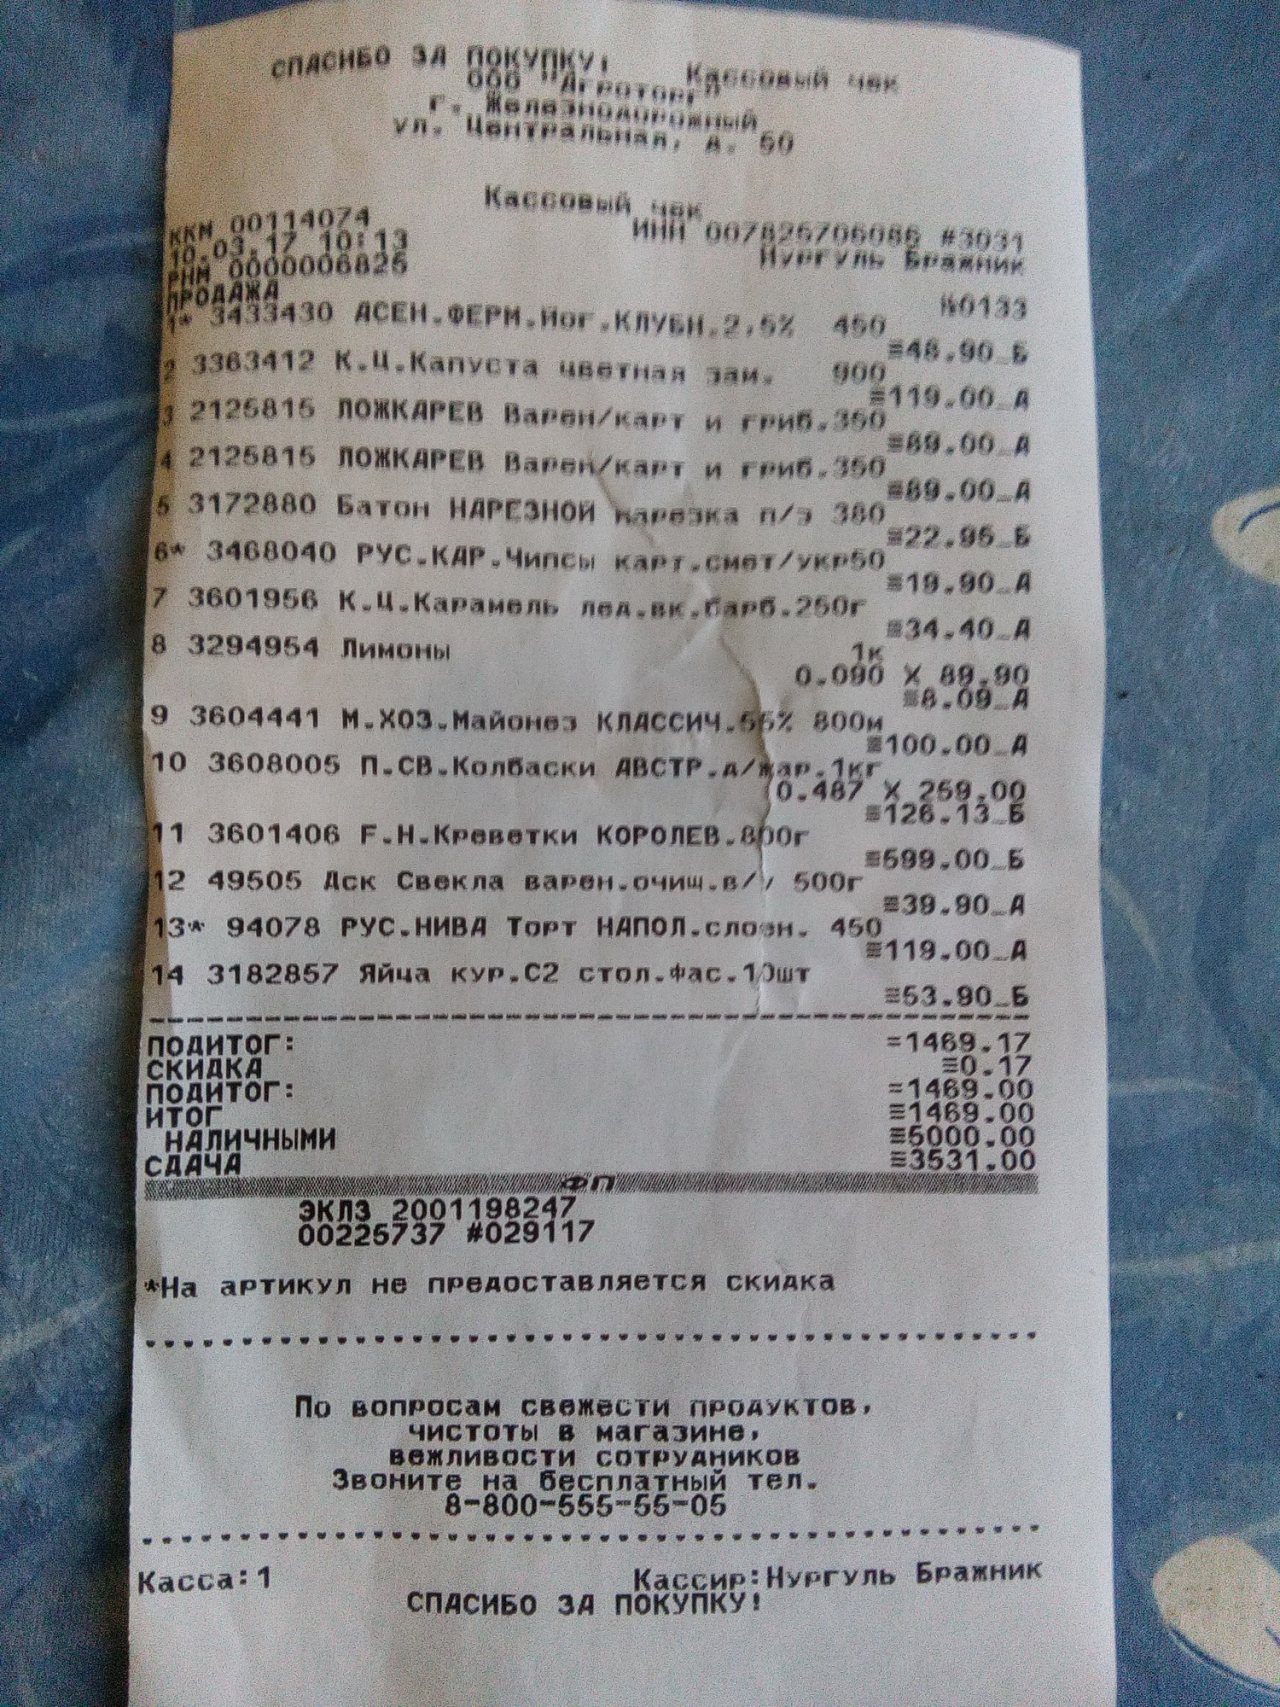 СПАСИБО ЗА ПОКУПКУ! Кассовый чек
ООО "Агроторг"
г. Железнодорожный
ул. Центральная, д. 50
Кассовый чек
ККМ 00114074 ИНН 007825706086 #3031
10.03.17 10:13 Нургуль Бражник
РНМ 0000006825
ПРОДАЖА №0133
1* 3433430 АСЕН.ФЕРМ.Йог.КЛУБН.2,5% 450
≡48.90_Б
2 3363412 К.Ц.Капуста цветная зам. 900
≡119.00_А
3 2125815 ЛОЖКАРЕВ Варен/карт и гриб.350
≡89.00_А
4 2125815 ЛОЖКАРЕВ Варен/карт и гриб.350
≡89.00_А
5 3172880 Батон НАРЕЗНОЙ нарезка п/э 380
≡22.95_Б
6* 3468040 РУС.КАР.Чипсы карт.смет/укр50
≡19.90_А
7 3601956 К.Ц.Карамель лед.вк.барб.250г
≡34.40_А
8 3294954 Лимоны 1к
0.090 X 89.90
≡8.09_А
9 3604441 М.ХОЗ.Майонез КЛАССИЧ.55% 800м
≡100.00_А
10 3608005 П.СВ.Колбаски АВСТР.д/жар.1кг
0.487 X 259.00
≡126.13_Б
11 3601406 F.H.Креветки КОРОЛЕВ.800г
≡599.00_Б
12 49505 Дск Свекла варен.очищ.в/у 500г
≡39.90_А
13* 94078 РУС.НИВА Торт НАПОЛ.слоен. 450
≡119.00_А
14 3182857 Яйца кур.С2 стол.фас.10шт
≡53.90_Б
ПОДИТОГ: =1469.17
СКИДКА ≡0.17
ПОДИТОГ: =1469.00
ИТОГ ≡1469.00
НАЛИЧНЫМИ ≡5000.00
СДАЧА ≡3531.00
ФП
ЭКЛЗ 2001198247
00225737 #029117
*На артикул не предоставляется скидка
По вопросам свежести продуктов,
чистоты в магазине,
вежливости сотрудников
Звоните на бесплатный тел.
8-800-555-55-05
Касса:1 Кассир:Нургуль Бражник
СПАСИБО ЗА ПОКУПКУ!